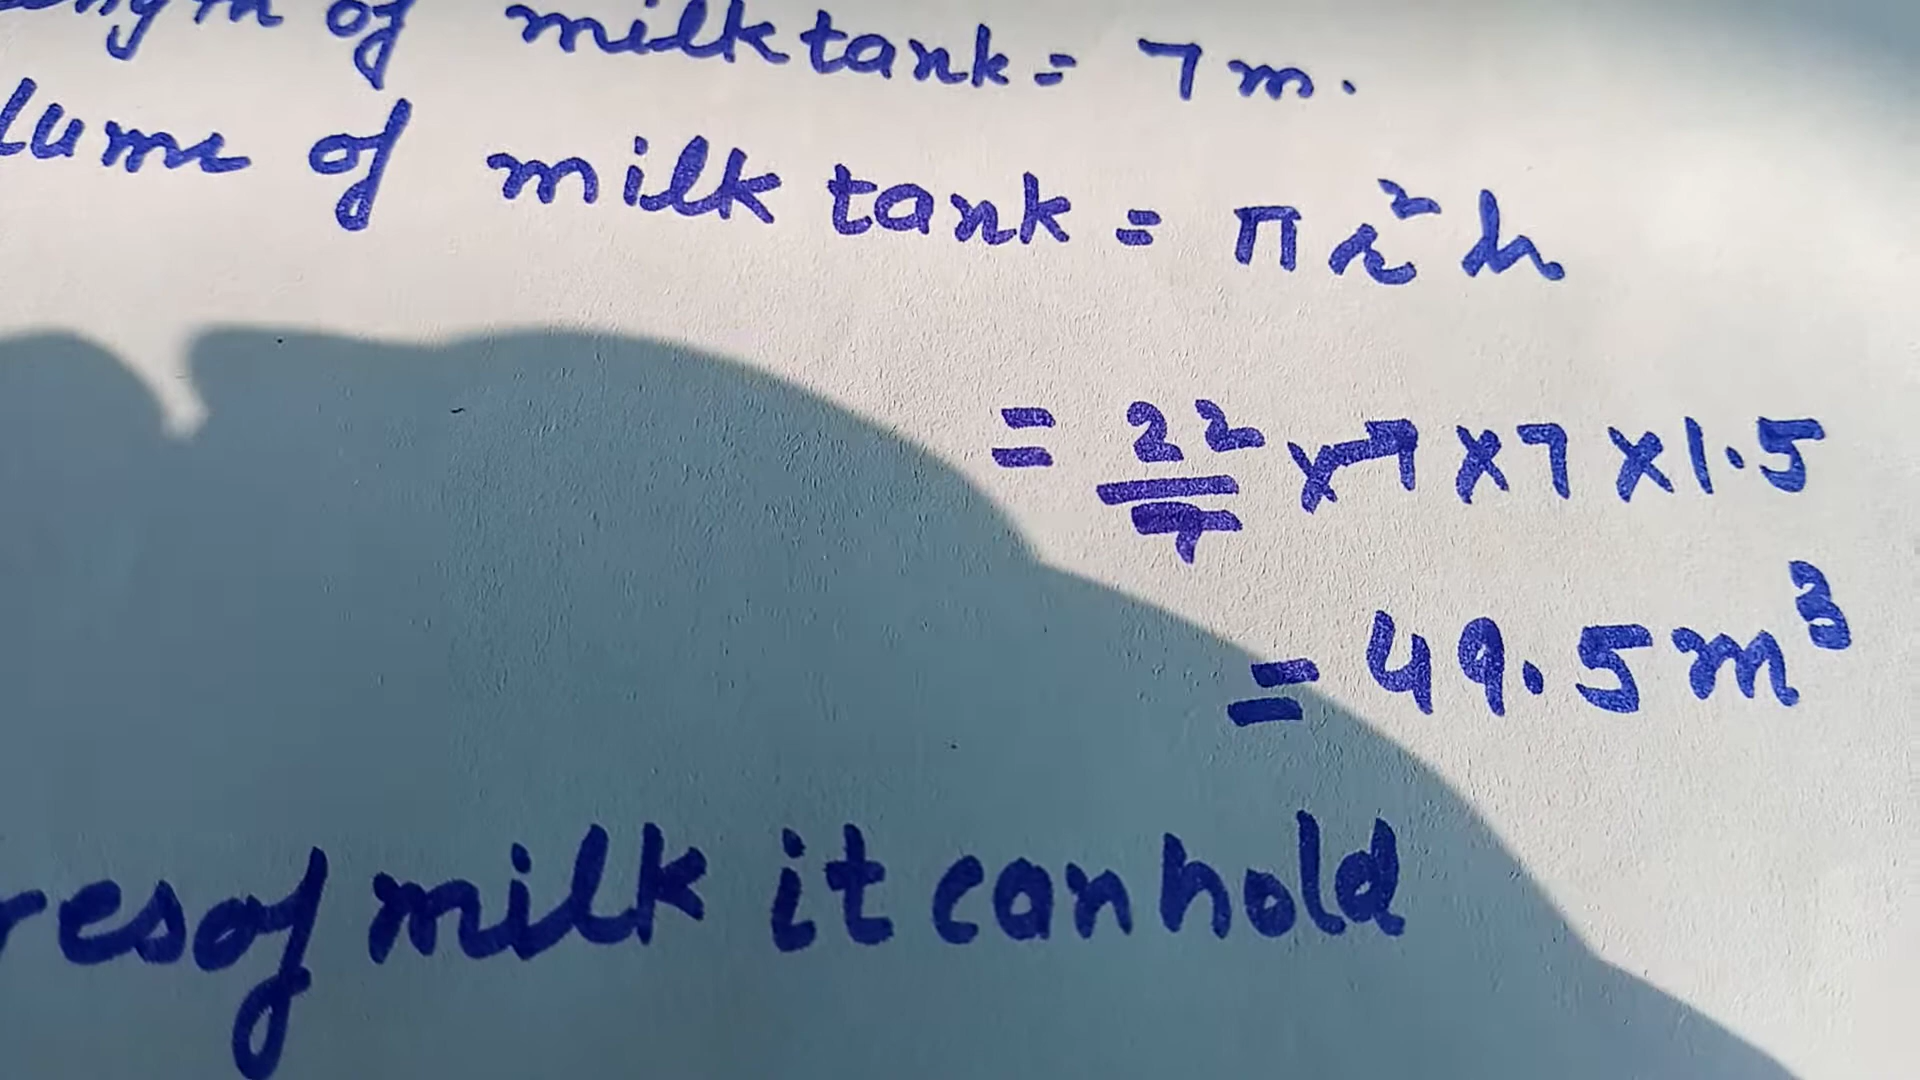 of milk tank = 7 m.
of milk tank = πr²h
= 22/7 × 7 × 7 × 1.5
= 49.5 m³
of milk it can hold